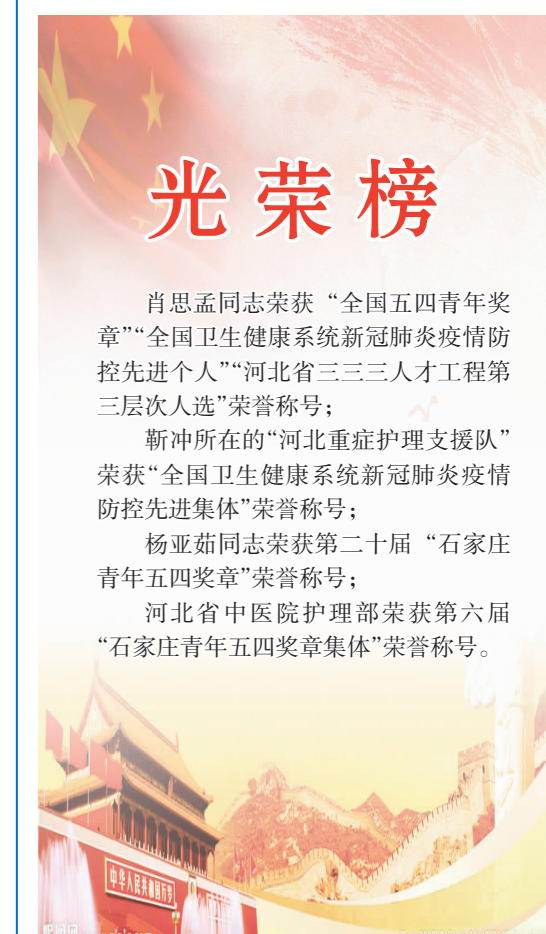 光荣榜
肖思孟同志荣获“全国五四青年奖
章”“全国卫生健康系统新冠肺炎疫情防
控先进个人”“河北省三三三人才工程第
三层次人选”荣誉称号；
靳冲所在的“河北重症护理支援队”
荣获“全国卫生健康系统新冠肺炎疫情
防控先进集体”荣誉称号；
杨亚茹同志荣获第二十届“石家庄
青年五四奖章”荣誉称号；
河北省中医院护理部荣获第六届
“石家庄青年五四奖章集体”荣誉称号。
中华人民共和国万岁